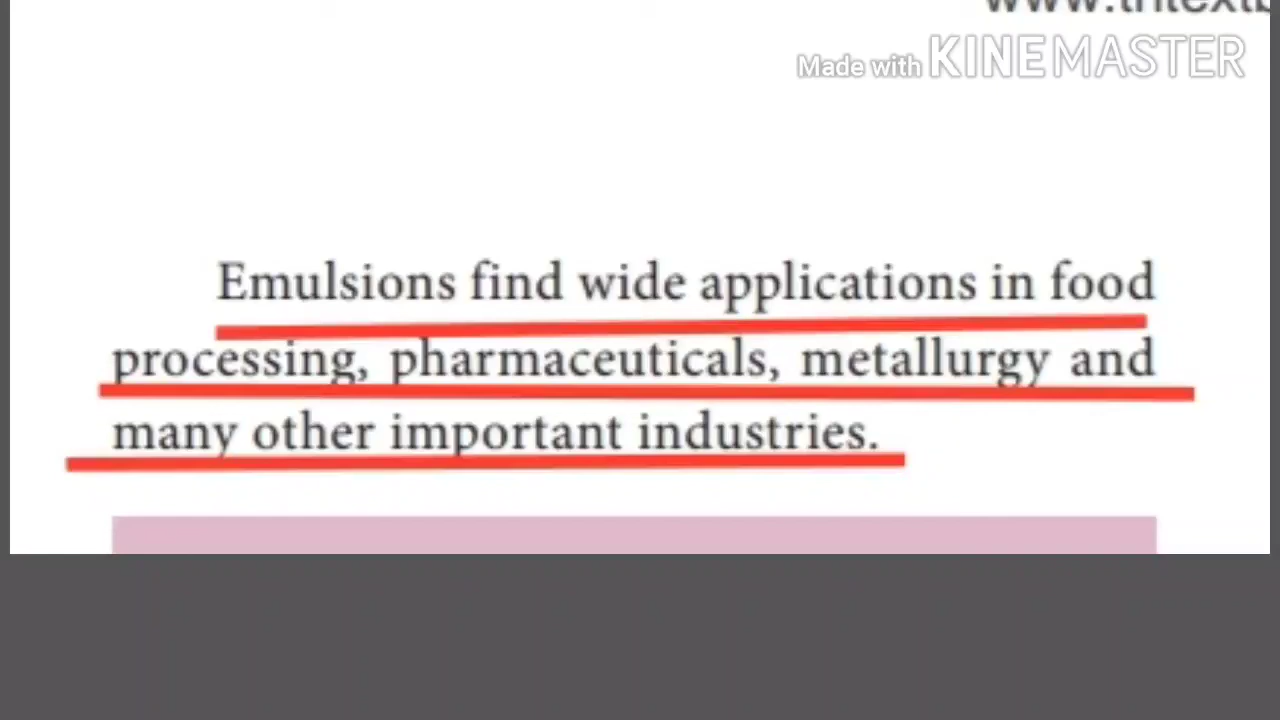 Made with KINEMASTER
Emulsions find wide applications in food
processing, pharmaceuticals, metallurgy and
many other important industries.